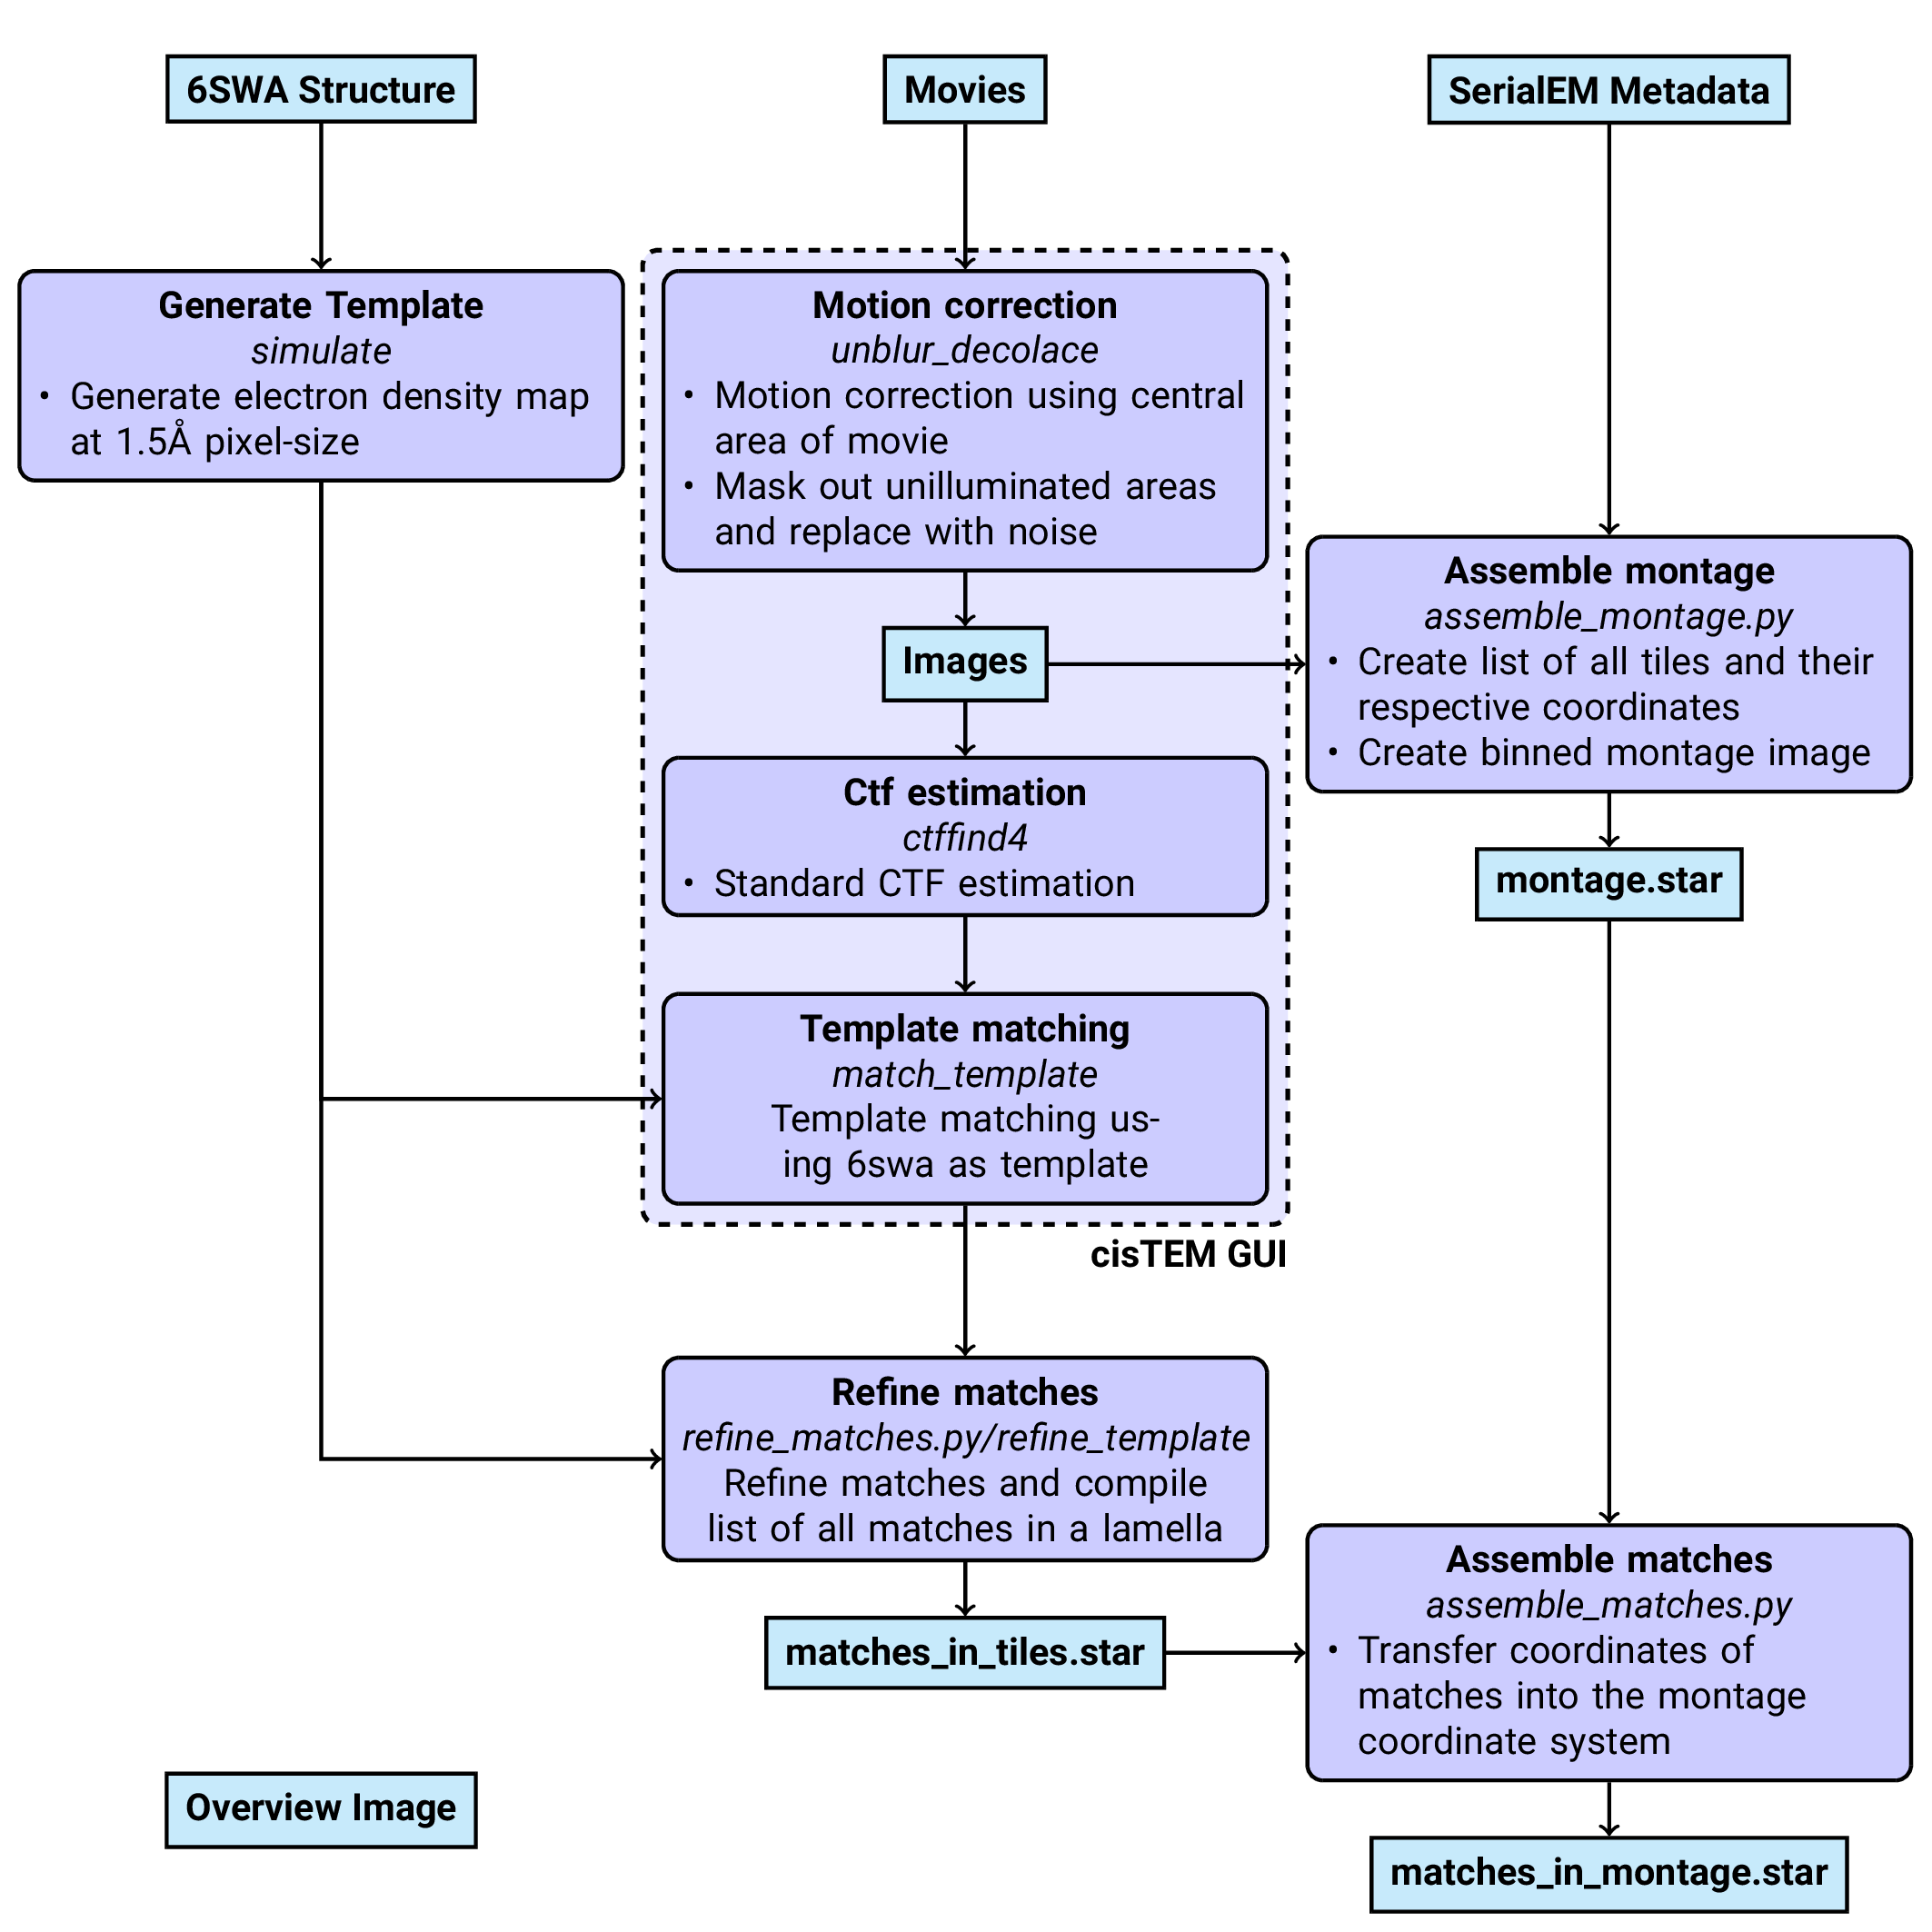 6SWA Structure
Movies
SerialEM Metadata
Generate Template
simulate
• Generate electron density map
at 1.5Å pixel-size
Motion correction
unblur_decolace
• Motion correction using central
area of movie
• Mask out unilluminated areas
and replace with noise
Images
Assemble montage
assemble_montage.py
• Create list of all tiles and their
respective coordinates
• Create binned montage image
Ctf estimation
ctffind4
• Standard CTF estimation
montage.star
Template matching
match_template
Template matching us-
ing 6swa as template
cisTEM GUI
Refine matches
refine_matches.py/refine_template
Refine matches and compile
list of all matches in a lamella
matches_in_tiles.star
Assemble matches
assemble_matches.py
• Transfer coordinates of
matches into the montage
coordinate system
Overview Image
matches_in_montage.star